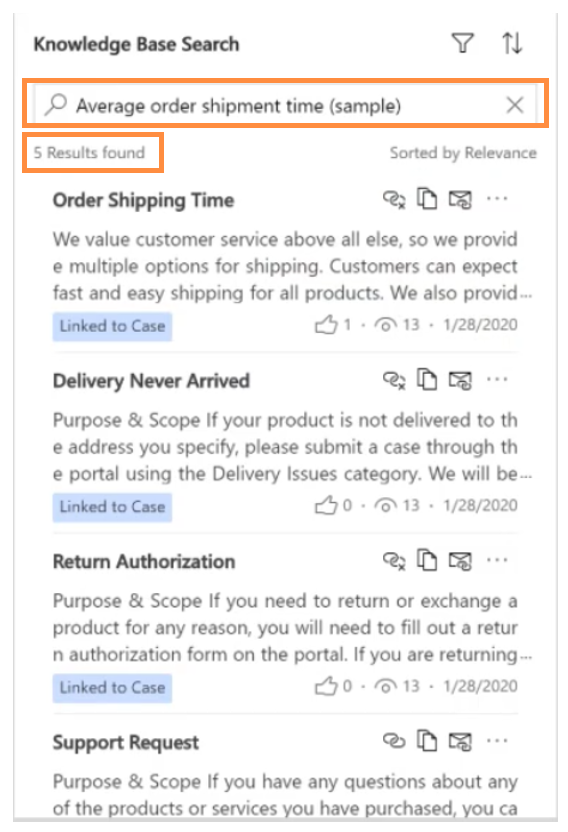 Knowledge Base Search
Average order shipment time (sample)
5 Results found Sorted by Relevance
Order Shipping Time
We value customer service above all else, so we provid
e multiple options for shipping. Customers can expect
fast and easy shipping for all products. We also provid...
Linked to Case 1 · 13 · 1/28/2020
Delivery Never Arrived
Purpose & Scope If your product is not delivered to th
e address you specify, please submit a case through th
e portal using the Delivery Issues category. We will be...
Linked to Case 0 · 13 · 1/28/2020
Return Authorization
Purpose & Scope If you need to return or exchange a
product for any reason, you will need to fill out a retur
n authorization form on the portal. If you are returning...
Linked to Case 0 · 13 · 1/28/2020
Support Request
Purpose & Scope If you have any questions about any
of the products or services you have purchased, you ca